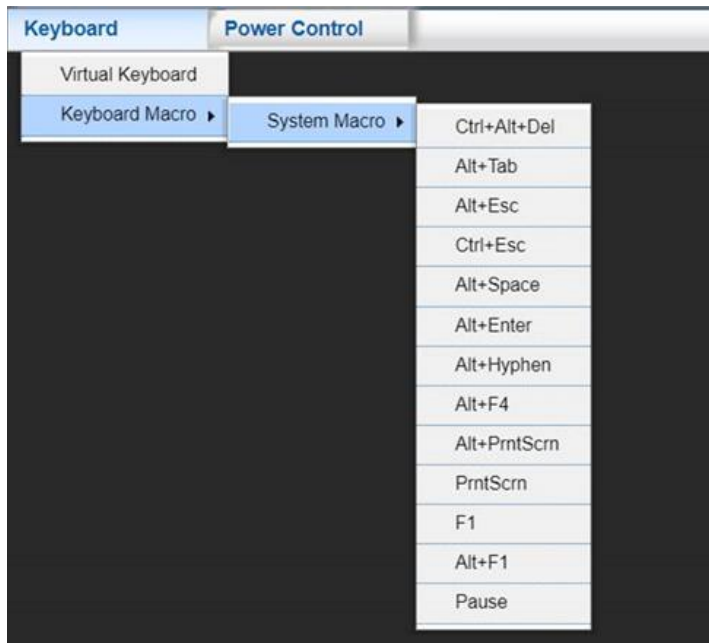 Keyboard Power Control
Virtual Keyboard
Keyboard Macro System Macro Ctrl+Alt+Del
Alt+Tab
Alt+Esc
Ctrl+Esc
Alt+Space
Alt+Enter
Alt+Hyphen
Alt+F4
Alt+PrntScrn
PrntScrn
F1
Alt+F1
Pause